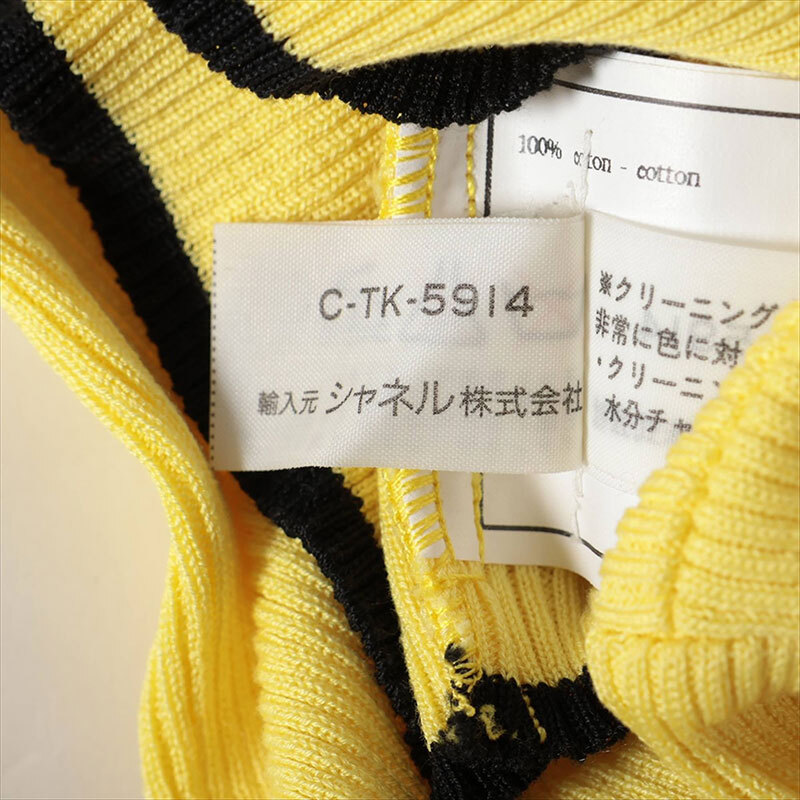 100% cotton - cotton
C-TK-5914
輸入元 シャネル株式会社
※クリーニング
非常に色に対
・クリーニン
水分チャ